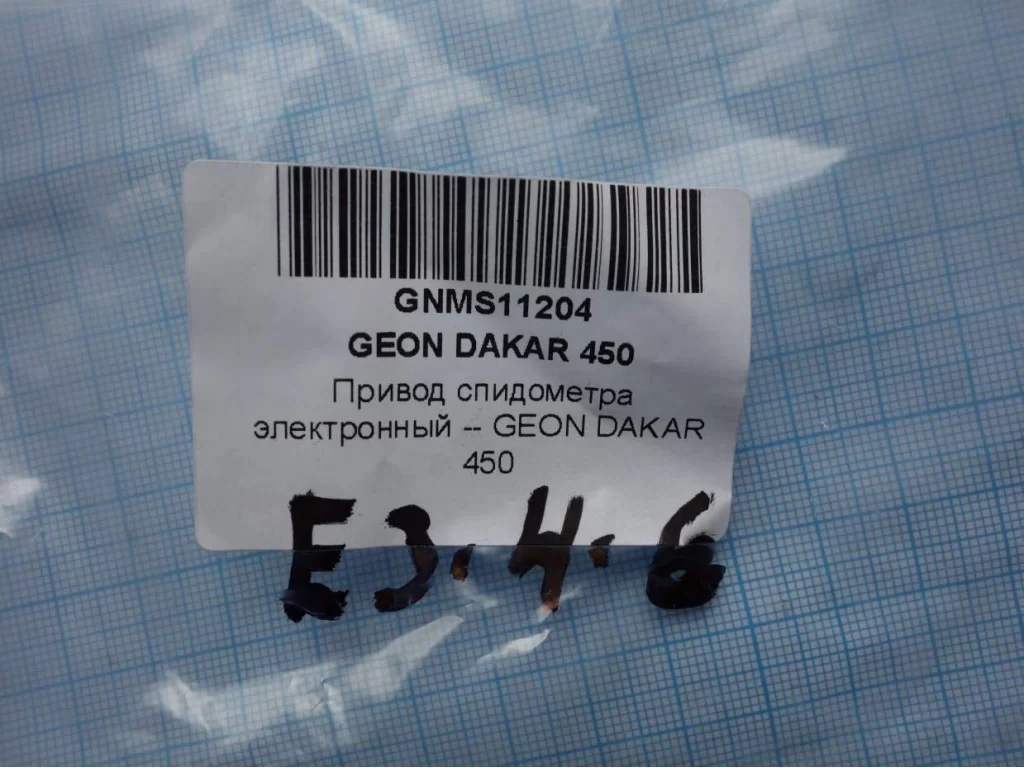 GNMS11204
GEON DAKAR 450
Привод спидометра
электронный -- GEON DAKAR
450
E3.4.6